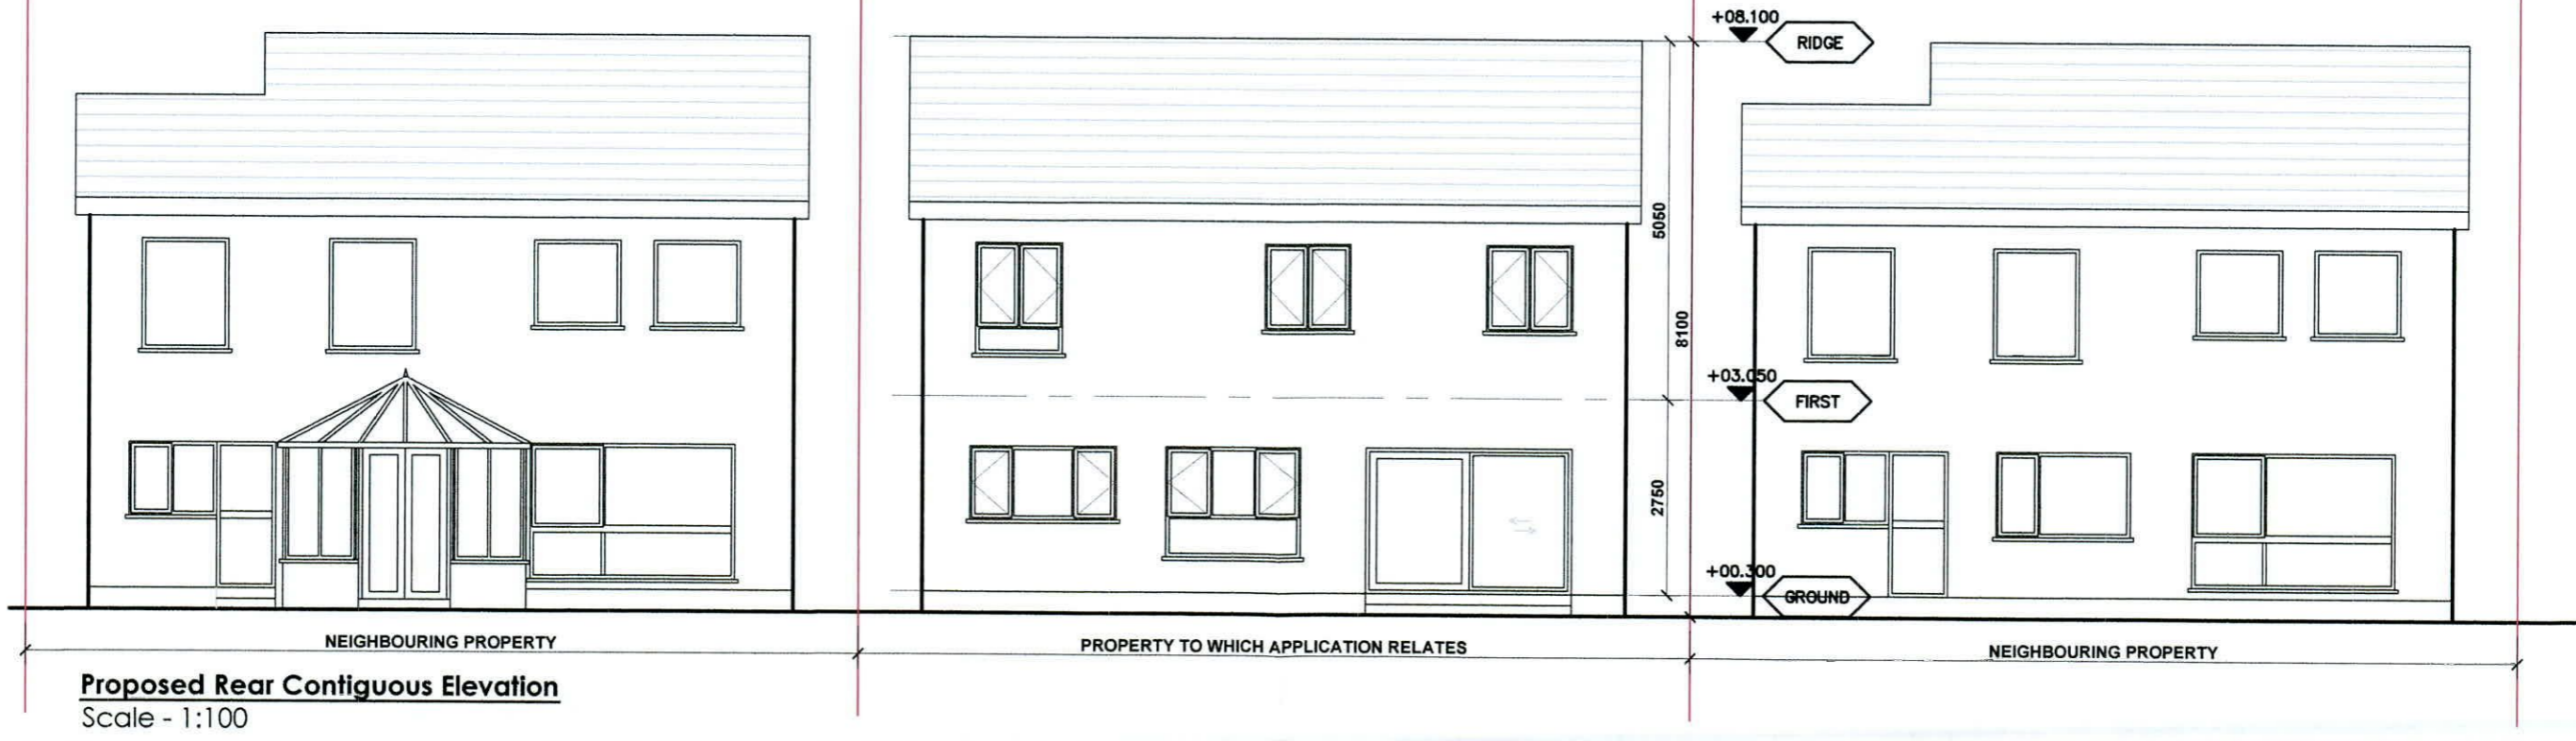 +08.100
RIDGE
5050
8100
+03.050
FIRST
2750
+00.300
GROUND
NEIGHBOURING PROPERTY
PROPERTY TO WHICH APPLICATION RELATES
NEIGHBOURING PROPERTY
Proposed Rear Contiguous Elevation
Scale - 1:100